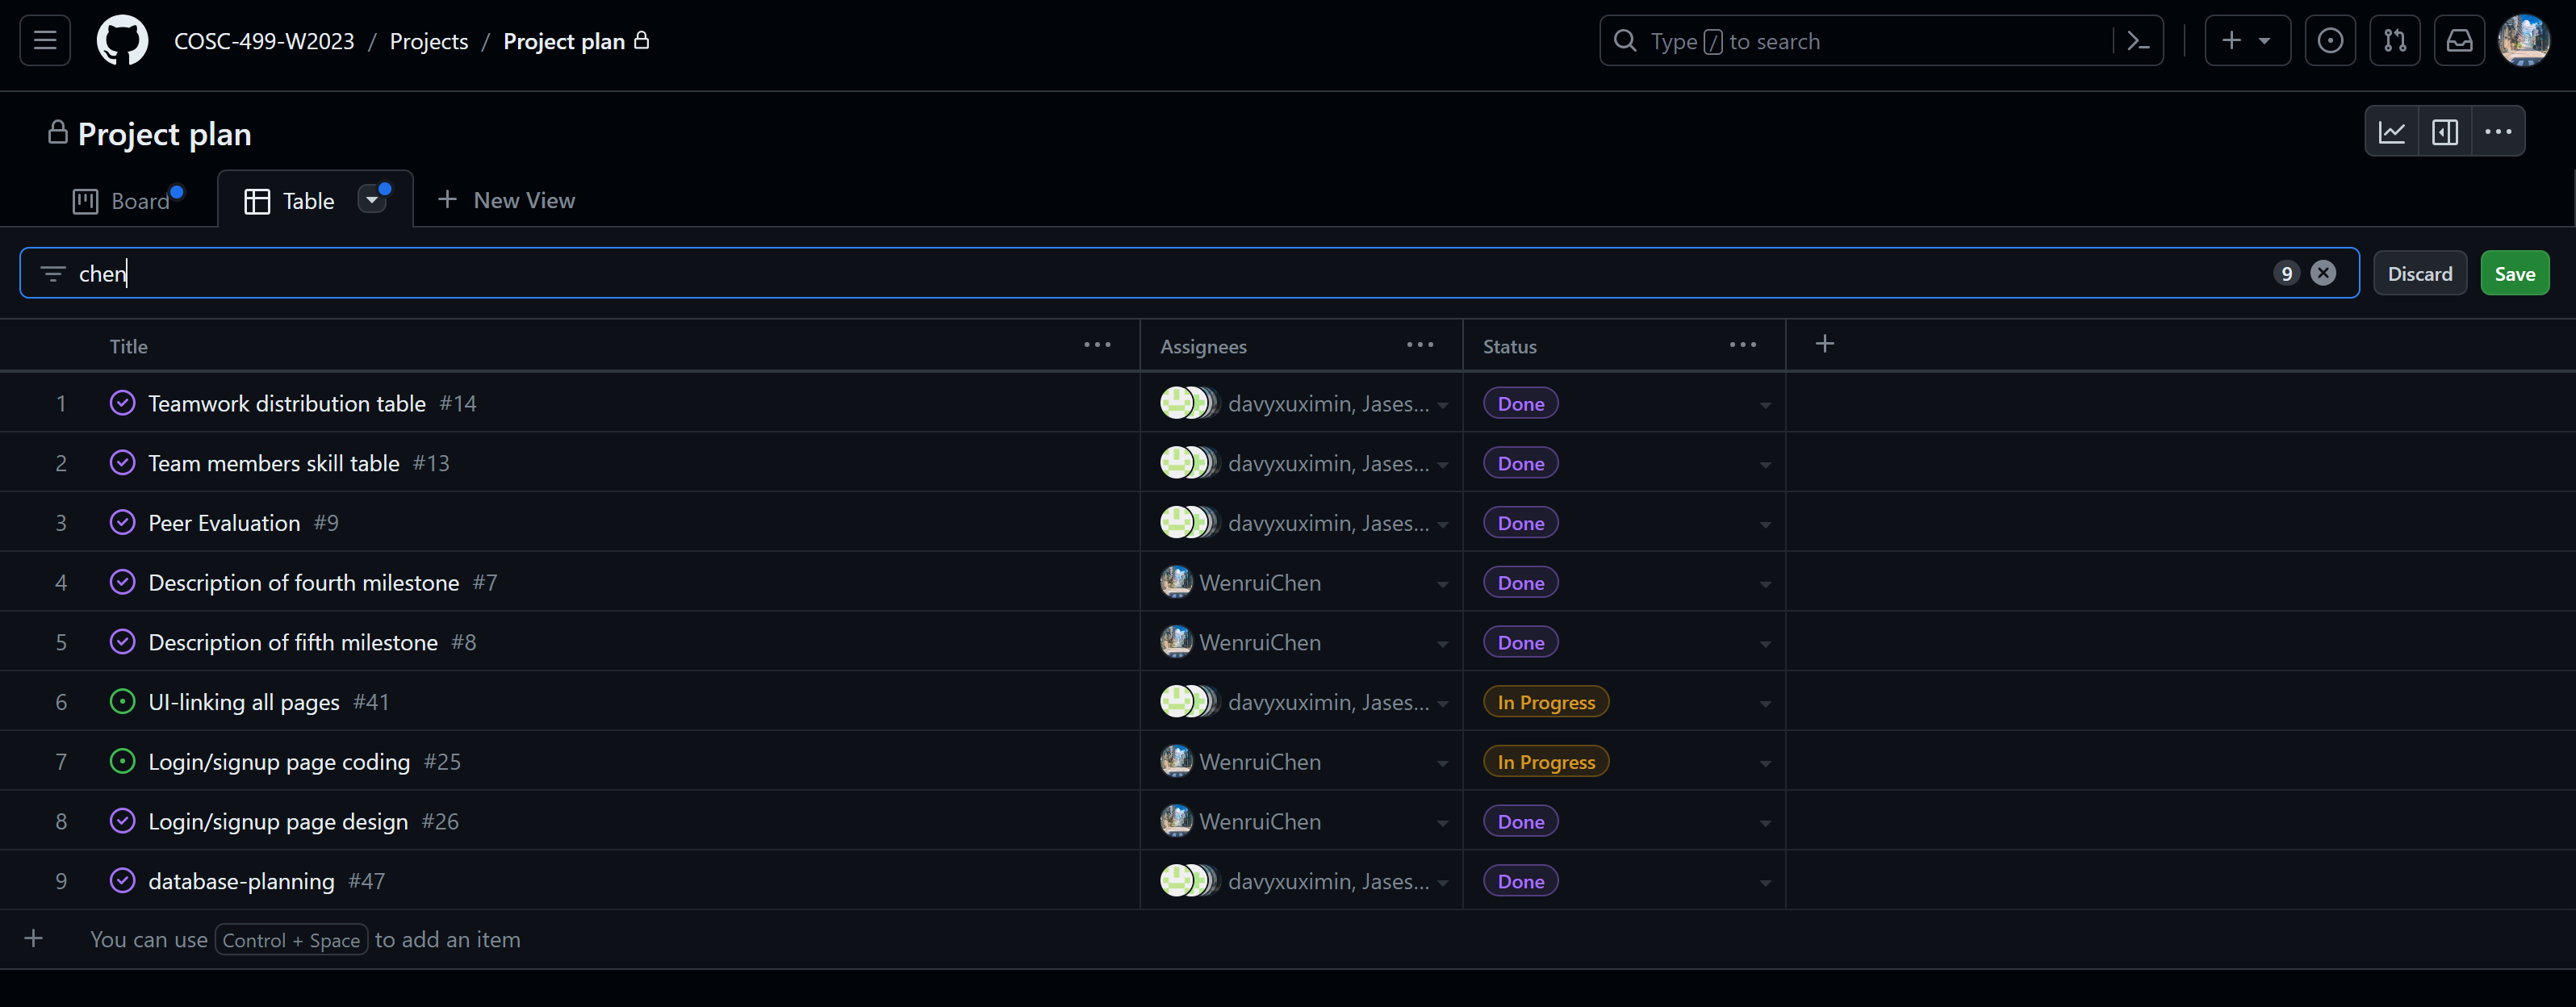 COSC-499-W2023 / Projects / Project plan
Type / to search
Project plan
Board Table New View
chen 9 Discard Save
Title Assignees Status
1 Teamwork distribution table #14 davyxuximin, Jases... Done
2 Team members skill table #13 davyxuximin, Jases... Done
3 Peer Evaluation #9 davyxuximin, Jases... Done
4 Description of fourth milestone #7 WenruiChen Done
5 Description of fifth milestone #8 WenruiChen Done
6 UI-linking all pages #41 davyxuximin, Jases... In Progress
7 Login/signup page coding #25 WenruiChen In Progress
8 Login/signup page design #26 WenruiChen Done
9 database-planning #47 davyxuximin, Jases... Done
You can use Control + Space to add an item